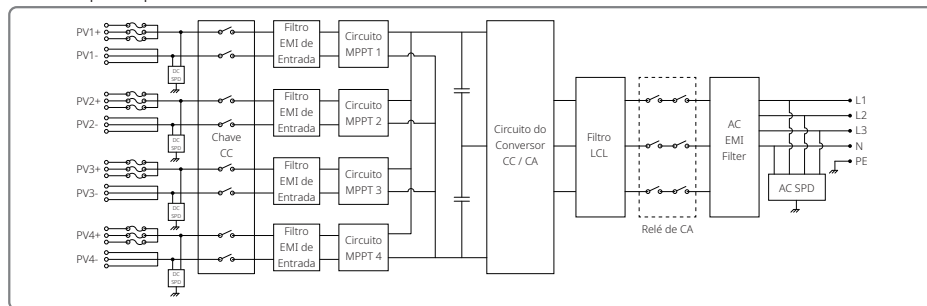 PV1+
PV1-
DC
SPD
PV2+
PV2-
DC
SPD
PV3+
PV3-
DC
SPD
PV4+
PV4-
DC
SPD
Chave
CC
Filtro
EMI de
Entrada
Circuito
MPPT 1
Filtro
EMI de
Entrada
Circuito
MPPT 2
Filtro
EMI de
Entrada
Circuito
MPPT 3
Filtro
EMI de
Entrada
Circuito
MPPT 4
Circuito do
Conversor
CC / CA
Filtro
LCL
Relé de CA
AC
EMI
Filter
L1
L2
L3
N
PE
AC SPD